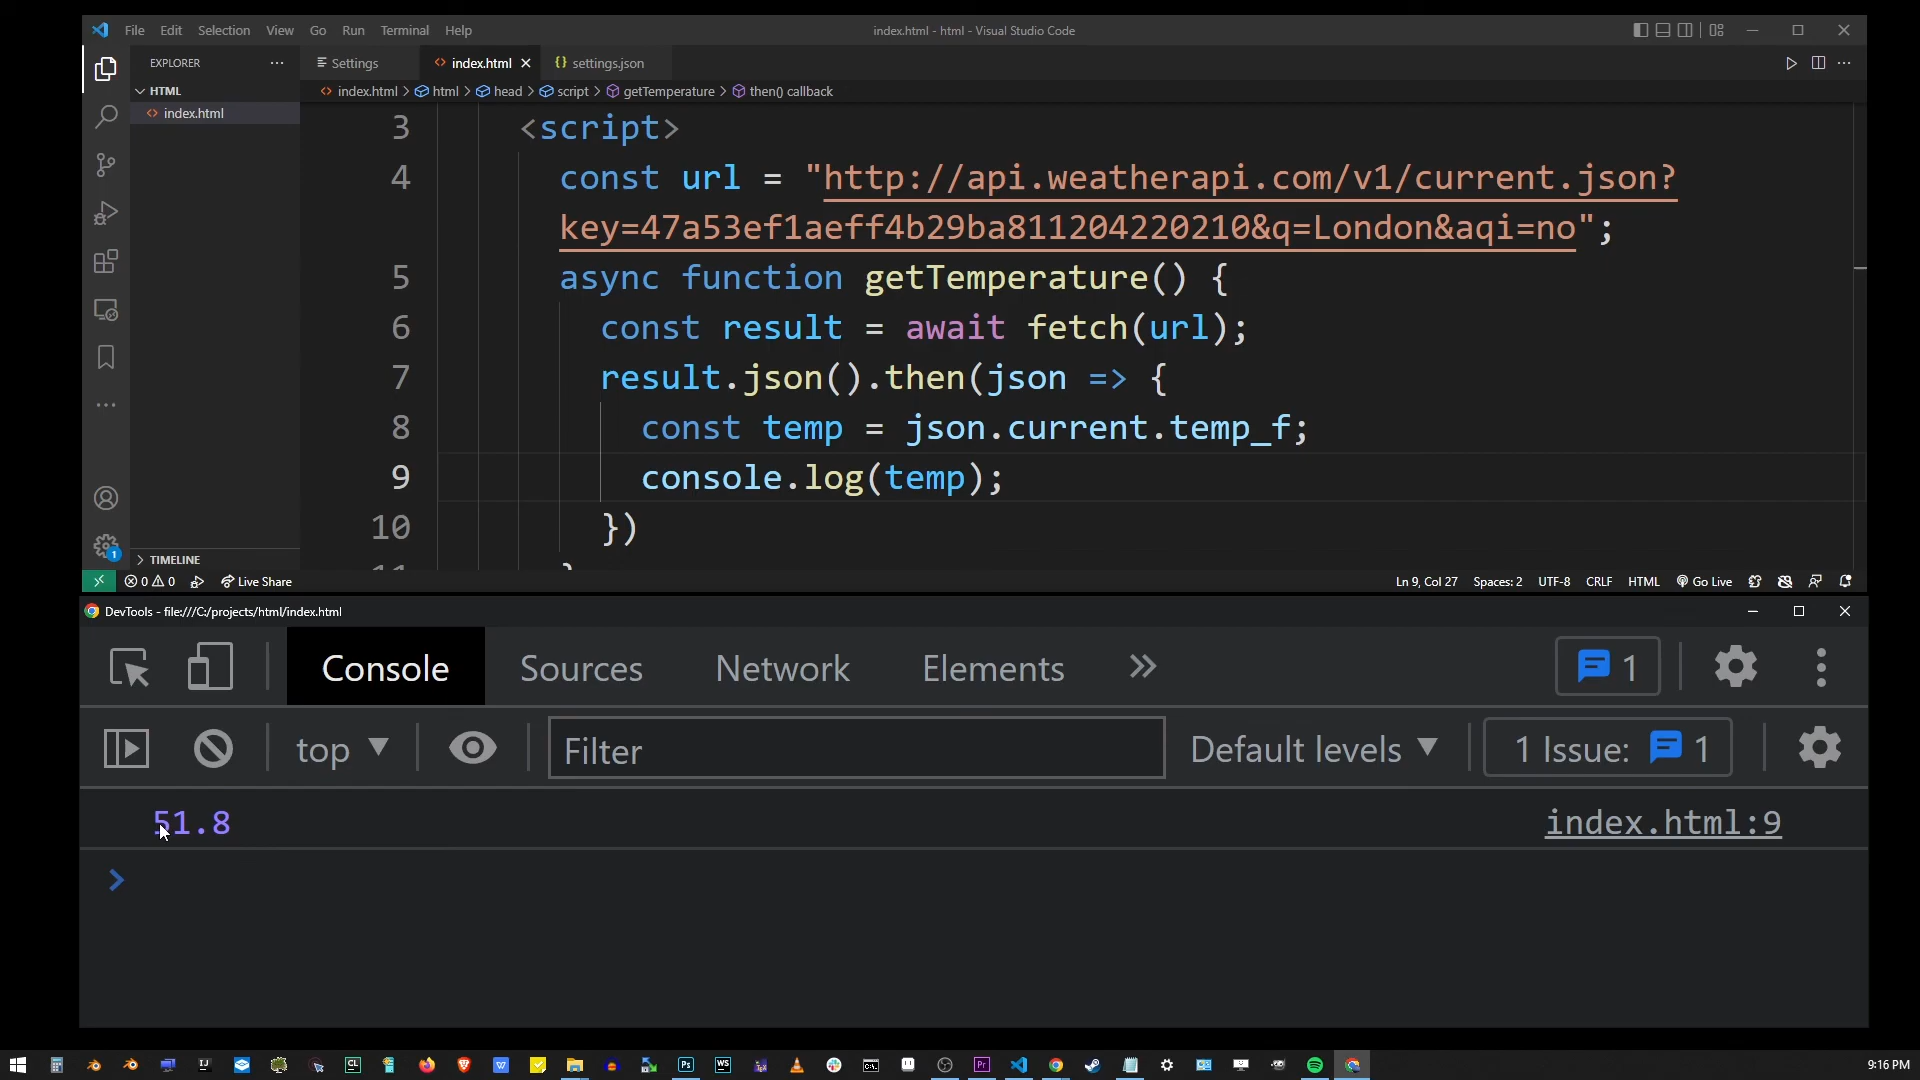 File Edit Selection View Go Run Terminal Help
index.html - html - Visual Studio Code
EXPLORER
Settings
index.html
settings.json
HTML
index.html
index.html > html > head > script > getTemperature > then() callback
3 <script>
4 const url = "http://api.weatherapi.com/v1/current.json?
key=47a53ef1aeff4b29ba811204220210&q=London&aqi=no";
5 async function getTemperature() {
6 const result = await fetch(url);
7 result.json().then(json => {
8 const temp = json.current.temp_f;
9 console.log(temp);
10 })
TIMELINE
1
0 0 Live Share
Ln 9, Col 27 Spaces: 2 UTF-8 CRLF HTML Go Live
DevTools - file:///C:/projects/html/index.html
Console Sources Network Elements 1
top Filter Default levels 1 Issue: 1
51.8 index.html:9
9:16 PM